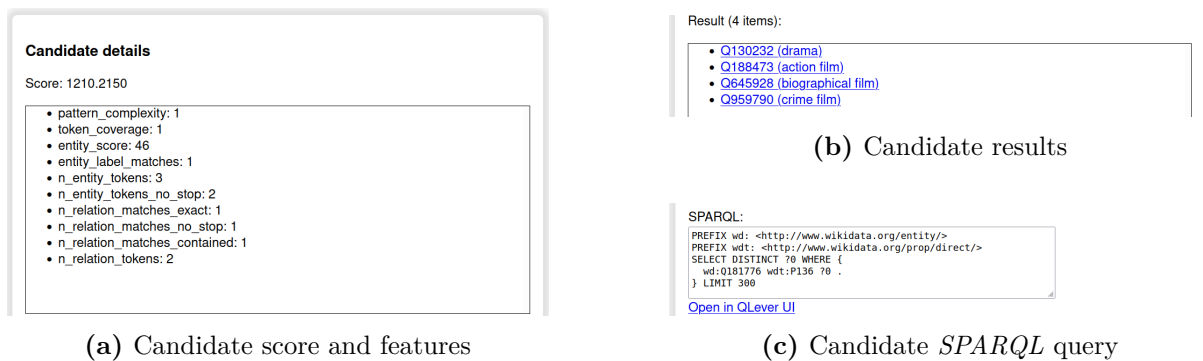 Candidate details
Score: 1210.2150
• pattern_complexity: 1
• token_coverage: 1
• entity_score: 46
• entity_label_matches: 1
• n_entity_tokens: 3
• n_entity_tokens_no_stop: 2
• n_relation_matches_exact: 1
• n_relation_matches_no_stop: 1
• n_relation_matches_contained: 1
• n_relation_tokens: 2
(a) Candidate score and features
Result (4 items):
• Q130232 (drama)
• Q188473 (action film)
• Q645928 (biographical film)
• Q959790 (crime film)
(b) Candidate results
SPARQL:
PREFIX wd: <http://www.wikidata.org/entity/>
PREFIX wdt: <http://www.wikidata.org/prop/direct/>
SELECT DISTINCT ?0 WHERE {
  wd:Q181776 wdt:P136 ?0 .
} LIMIT 300
Open in QLever UI
(c) Candidate SPARQL query